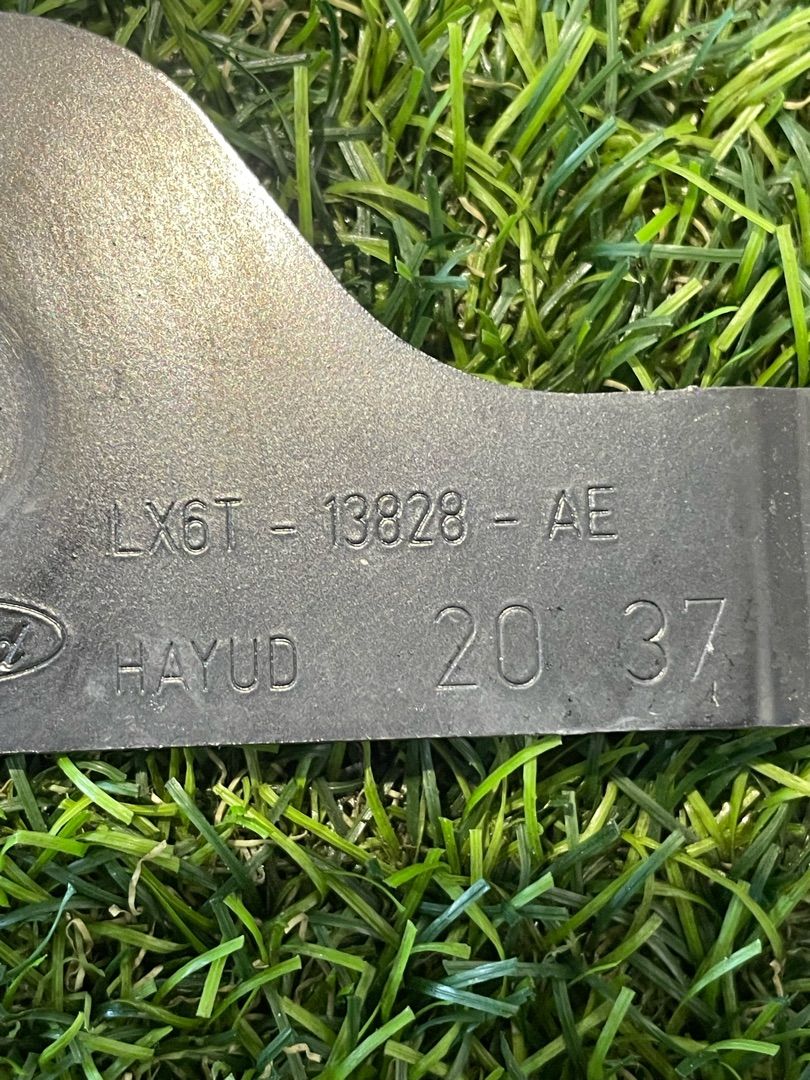 LX6T - 13828 - AE
HAYUD 20 37